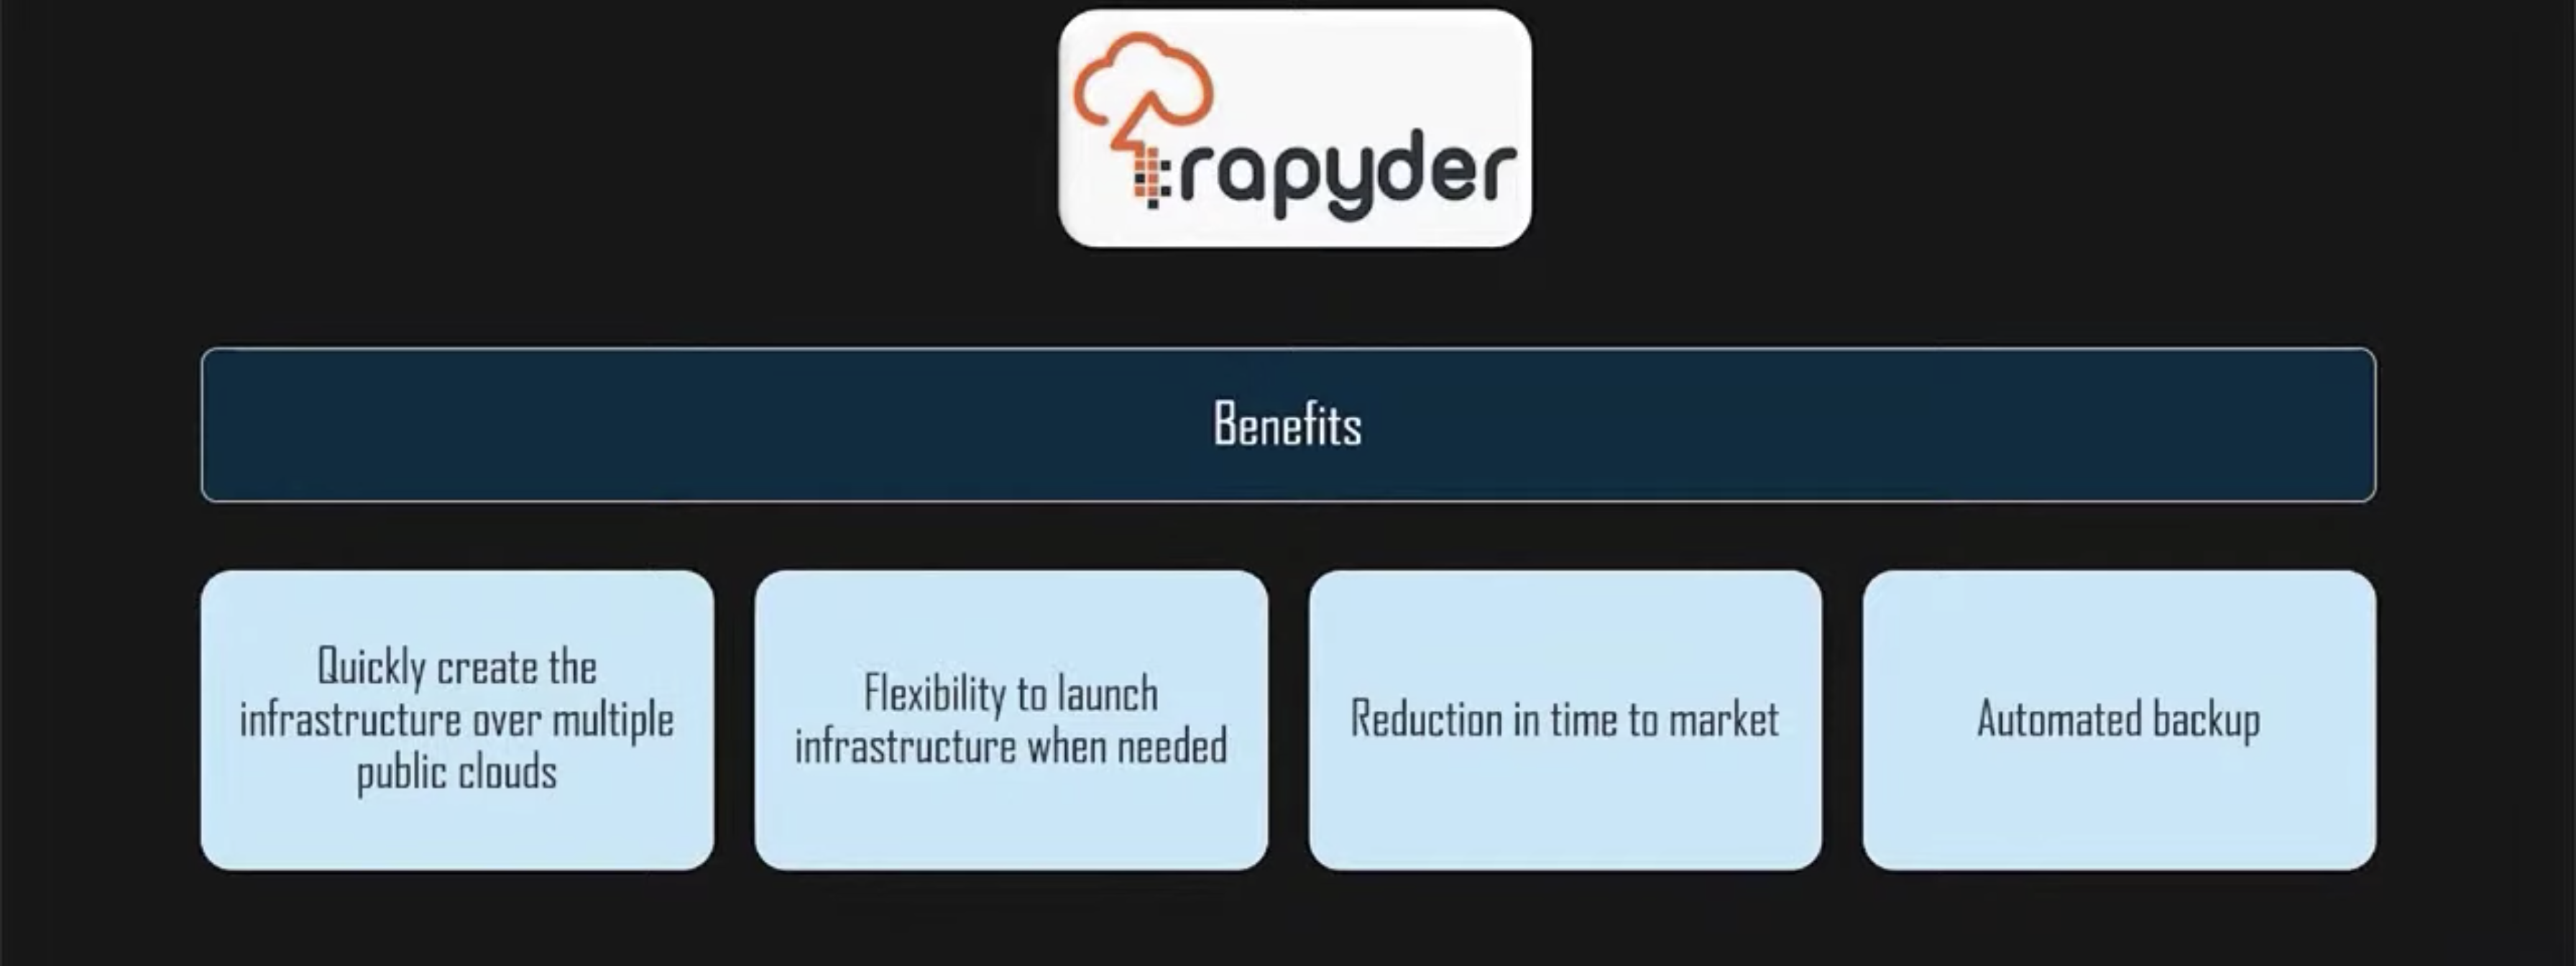 rapyder
Benefits
Quickly create the
infrastructure over multiple
public clouds
Flexibility to launch
infrastructure when needed
Reduction in time to market
Automated backup